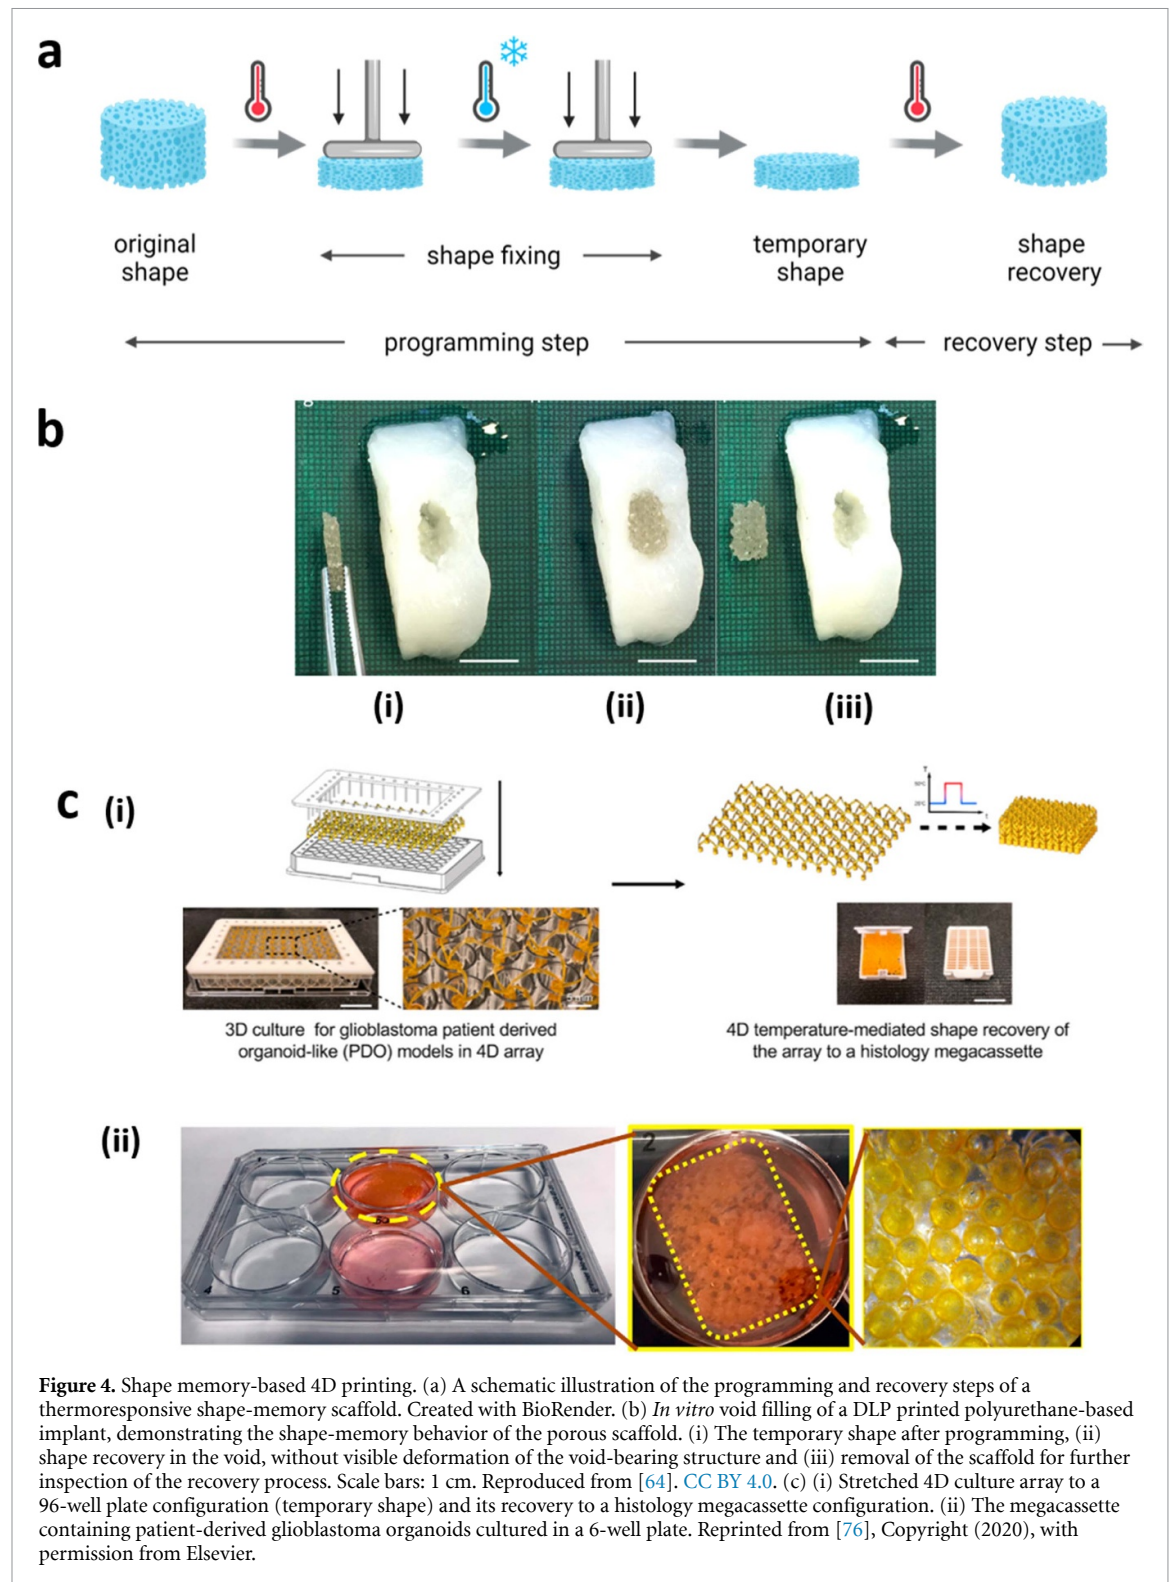 a
original
shape
shape fixing
temporary
shape
shape
recovery
programming step
recovery step
b
(i)
(ii)
(iii)
c
(i)
T
3D culture for glioblastoma patient derived
organoid-like (PDO) models in 4D array
4D temperature-mediated shape recovery of
the array to a histology megacassette
(ii)
2
4
5
6
Figure 4. Shape memory-based 4D printing. (a) A schematic illustration of the programming and recovery steps of a
thermoresponsive shape-memory scaffold. Created with BioRender. (b) In vitro void filling of a DLP printed polyurethane-based
implant, demonstrating the shape-memory behavior of the porous scaffold. (i) The temporary shape after programming, (ii)
shape recovery in the void, without visible deformation of the void-bearing structure and (iii) removal of the scaffold for further
inspection of the recovery process. Scale bars: 1 cm. Reproduced from [64]. CC BY 4.0. (c) (i) Stretched 4D culture array to a
96-well plate configuration (temporary shape) and its recovery to a histology megacassette configuration. (ii) The megacassette
containing patient-derived glioblastoma organoids cultured in a 6-well plate. Reprinted from [76], Copyright (2020), with
permission from Elsevier.